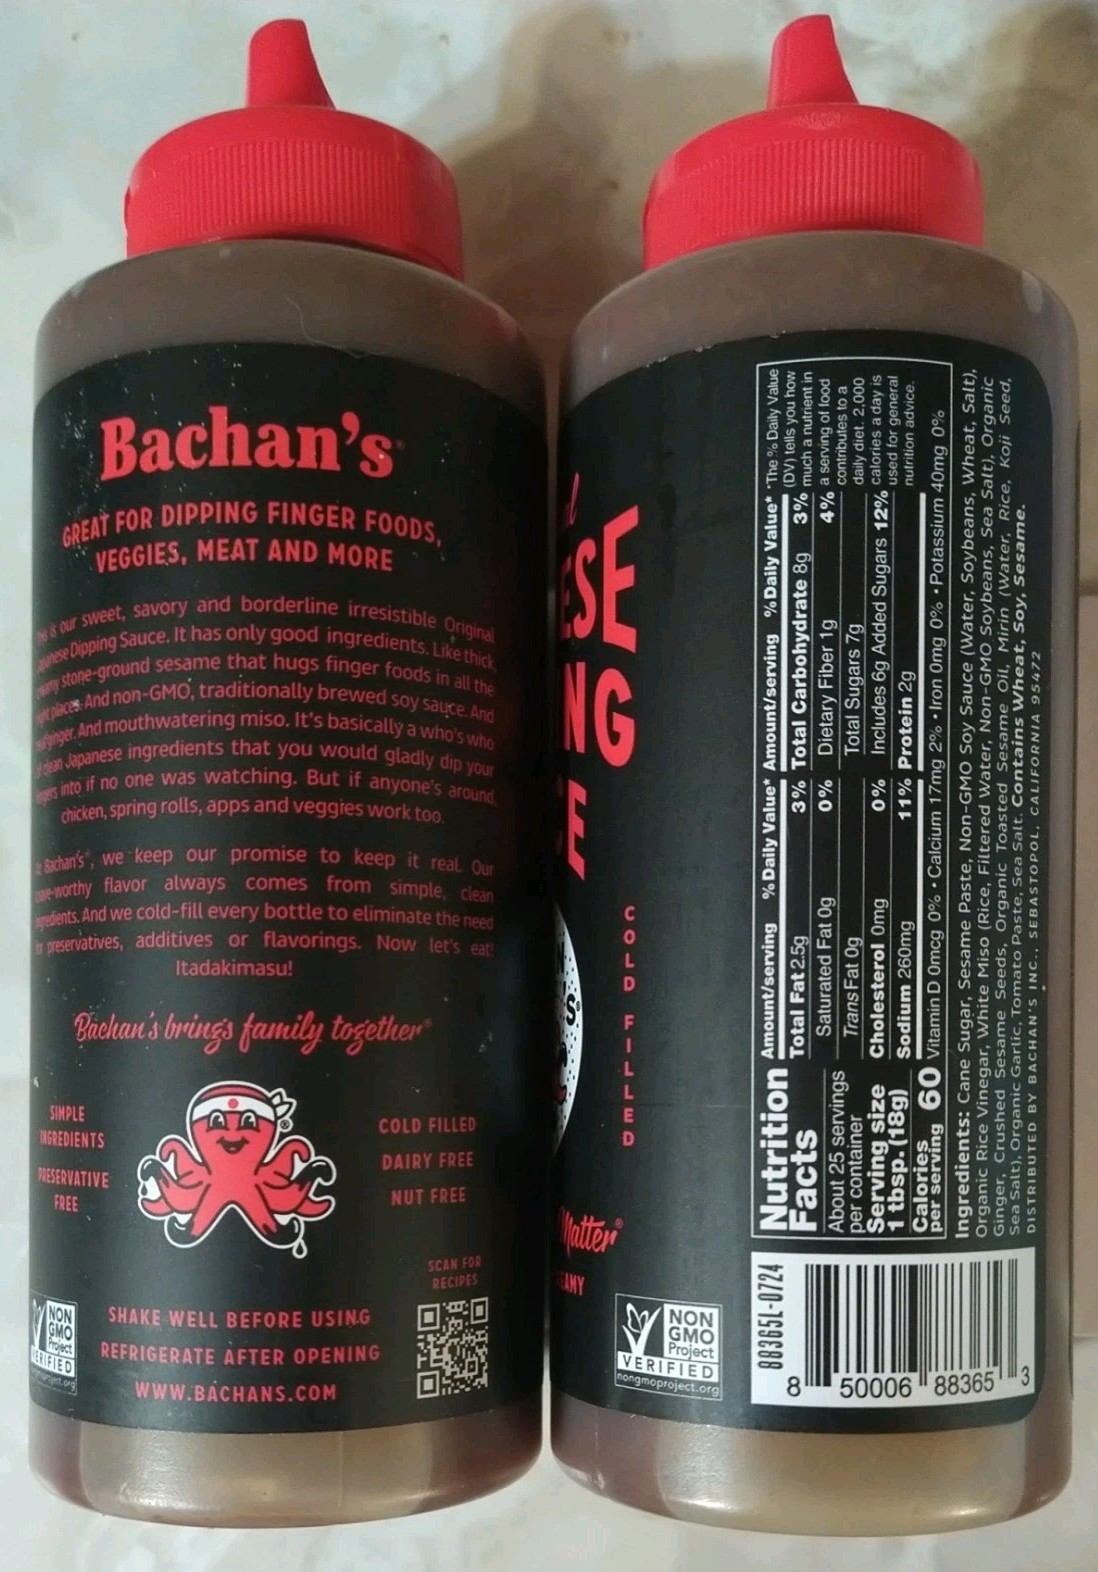 Bachan's
GREAT FOR DIPPING FINGER FOODS,
VEGGIES, MEAT AND MORE
is our sweet, savory and borderline irresistible Original
Dipping Sauce. It has only good ingredients. Like thick,
stone-ground sesame that hugs finger foods in all the
places. And non-GMO, traditionally brewed soy sauce. And
ginger. And mouthwatering miso. It's basically a who's who
clean Japanese ingredients that you would gladly dip your
into if no one was watching. But if anyone's around,
chicken, spring rolls, apps and veggies work too.
Bachan's®, we keep our promise to keep it real. Our
flavor always comes from simple, clean
And we cold-fill every bottle to eliminate the need
preservatives, additives or flavorings. Now let's eat!
Itadakimasu!
Bachan's brings family together®
SIMPLE
INGREDIENTS
PRESERVATIVE
FREE
COLD FILLED
DAIRY FREE
NUT FREE
SCAN FOR
RECIPES
SHAKE WELL BEFORE USING
REFRIGERATE AFTER OPENING
WWW.BACHANS.COM
NON
GMO
Project
VERIFIED
nongmoproject.org
ESE
NG
CE
COLD FILLED
Matter®
EAMY
NON
GMO
Project
VERIFIED
nongmoproject.org
Nutrition
Facts
About 25 servings
per container
Serving size
1 tbsp. (18g)
Calories
per serving 60
Amount/serving % Daily Value*
Total Fat 2.5g 3%
Saturated Fat 0g 0%
Trans Fat 0g
Cholesterol 0mg 0%
Sodium 260mg 11%
Amount/serving % Daily Value*
Total Carbohydrate 8g 3%
Dietary Fiber 1g 4%
Total Sugars 7g
Includes 6g Added Sugars 12%
Protein 2g
Vitamin D 0mcg 0% • Calcium 17mg 2% • Iron 0mg 0% • Potassium 40mg 0%
*The % Daily Value
(DV) tells you how
much a nutrient in
a serving of food
contributes to a
daily diet. 2,000
calories a day is
used for general
nutrition advice.
Ingredients: Cane Sugar, Sesame Paste, Non-GMO Soy Sauce (Water, Soybeans, Wheat, Salt),
Organic Rice Vinegar, White Miso (Rice, Filtered Water, Non-GMO Soybeans, Sea Salt), Organic
Ginger, Crushed Sesame Seeds, Organic Toasted Sesame Oil, Mirin (Water, Rice, Koji Seed,
Sea Salt), Organic Garlic, Tomato Paste, Sea Salt. Contains Wheat, Soy, Sesame.
DISTRIBUTED BY BACHAN'S INC., SEBASTOPOL, CALIFORNIA 95472
88365L-0724
8 50006 88365 3